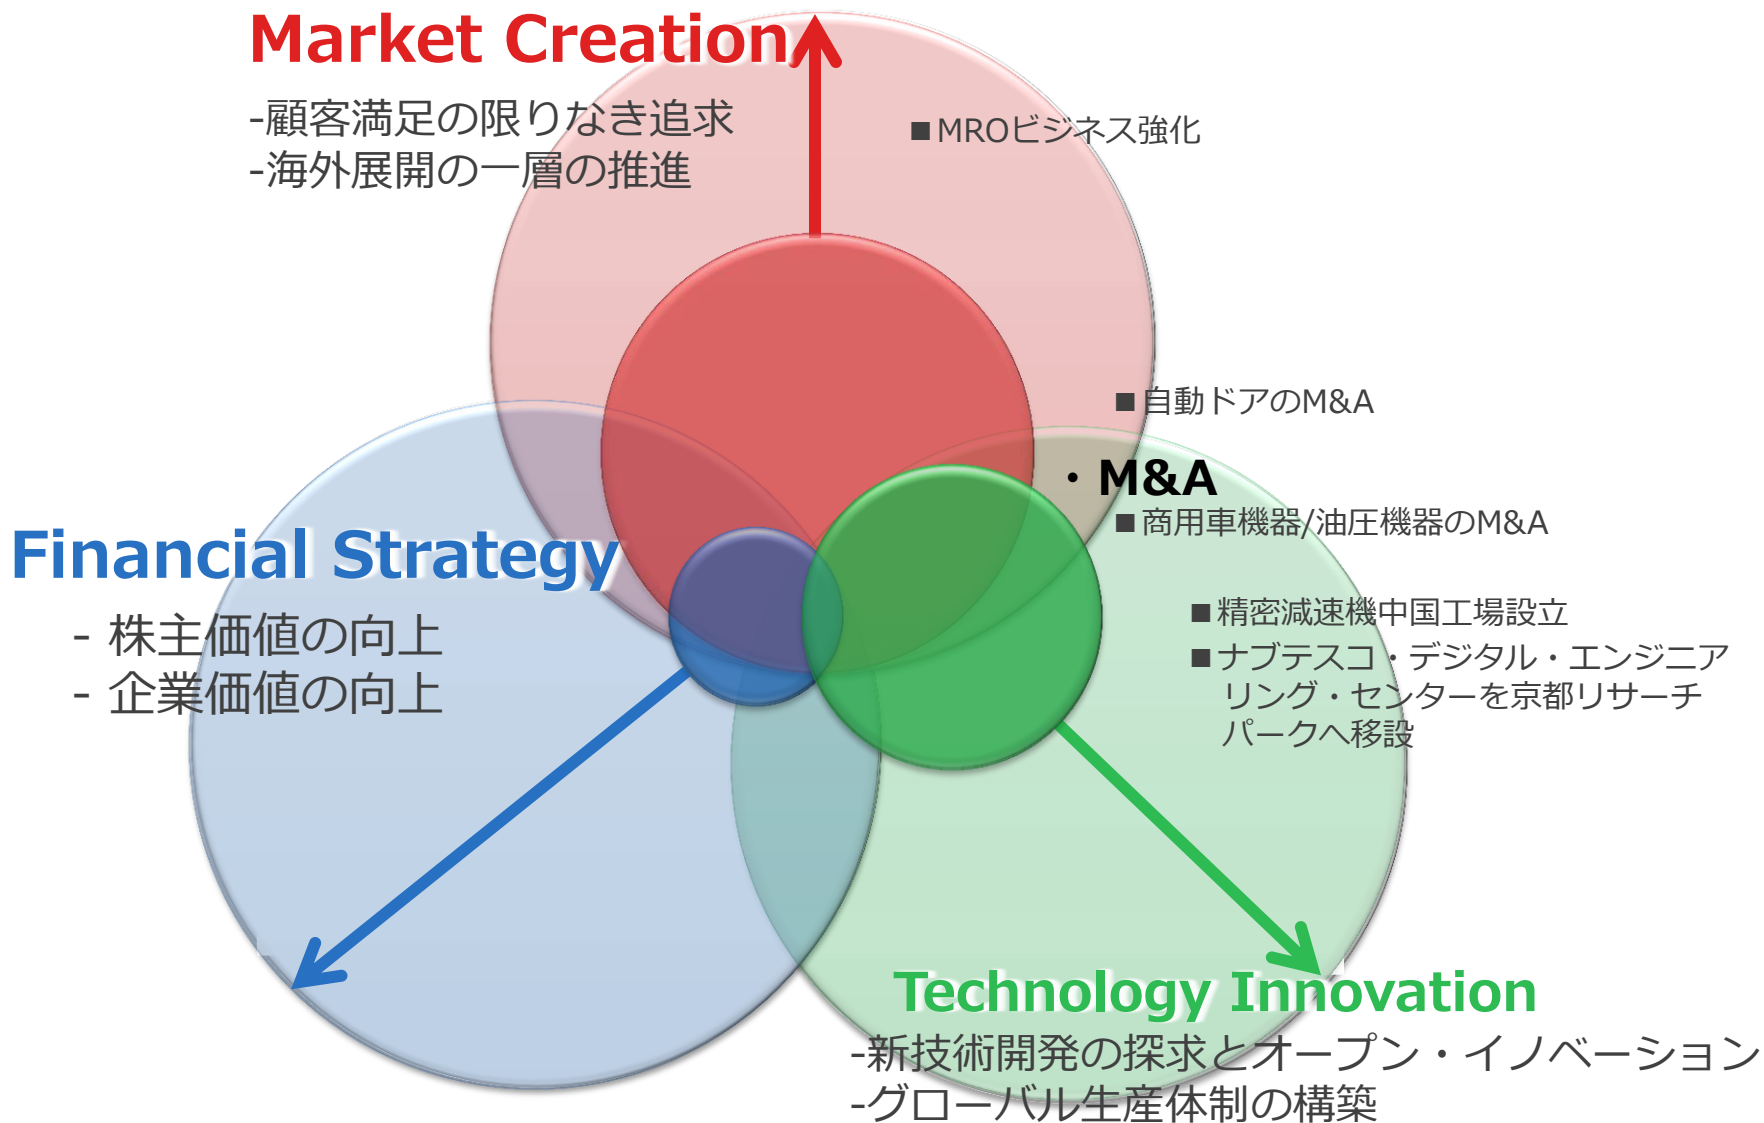 Market Creation
-顧客満足の限りなき追求
-海外展開の一層の推進
■MROビジネス強化
■自動ドアのM&A
・M&A
■商用車機器/油圧機器のM&A
Financial Strategy
- 株主価値の向上
- 企業価値の向上
■精密減速機中国工場設立
■ナブテスコ・デジタル・エンジニア
リング・センターを京都リサーチ
パークへ移設
Technology Innovation
-新技術開発の探求とオープン・イノベーション
-グローバル生産体制の構築